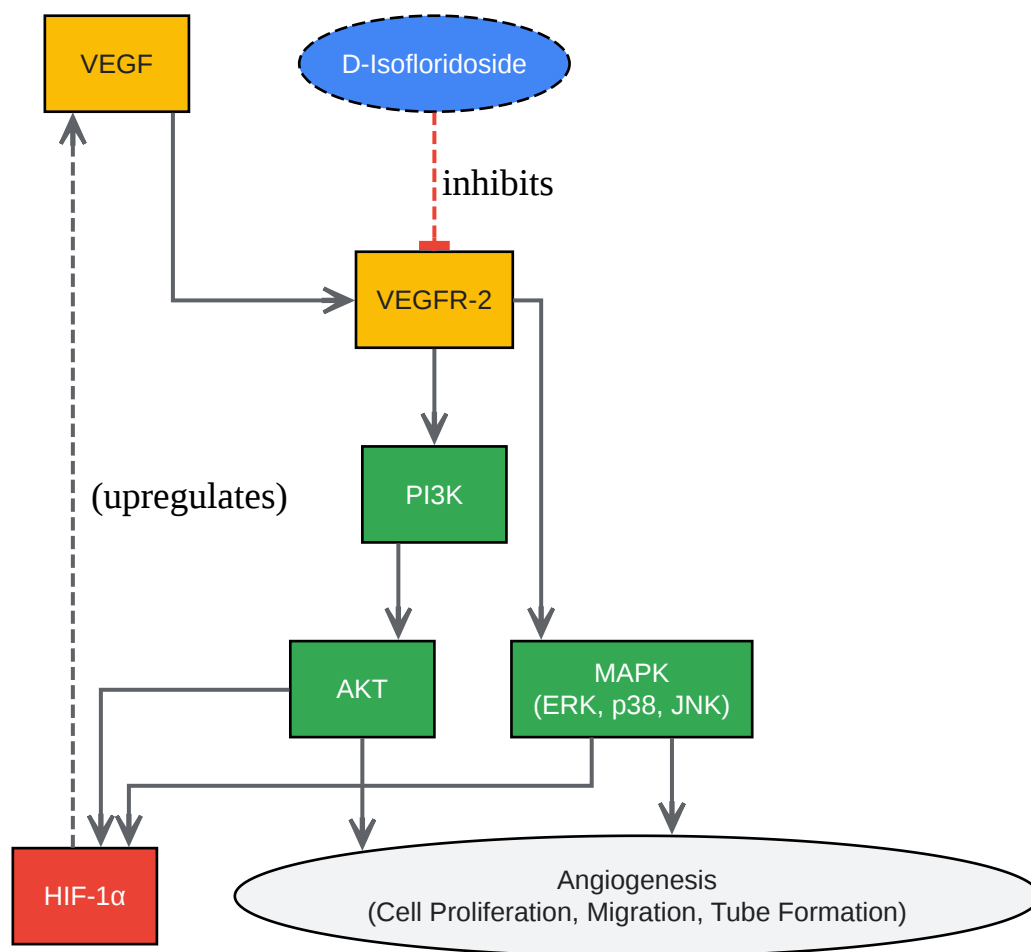 VEGF
D-Isofloridoside
inhibits
VEGFR-2
(upregulates)
PI3K
AKT
MAPK
(ERK, p38, JNK)
HIF-1α
Angiogenesis
(Cell Proliferation, Migration, Tube Formation)